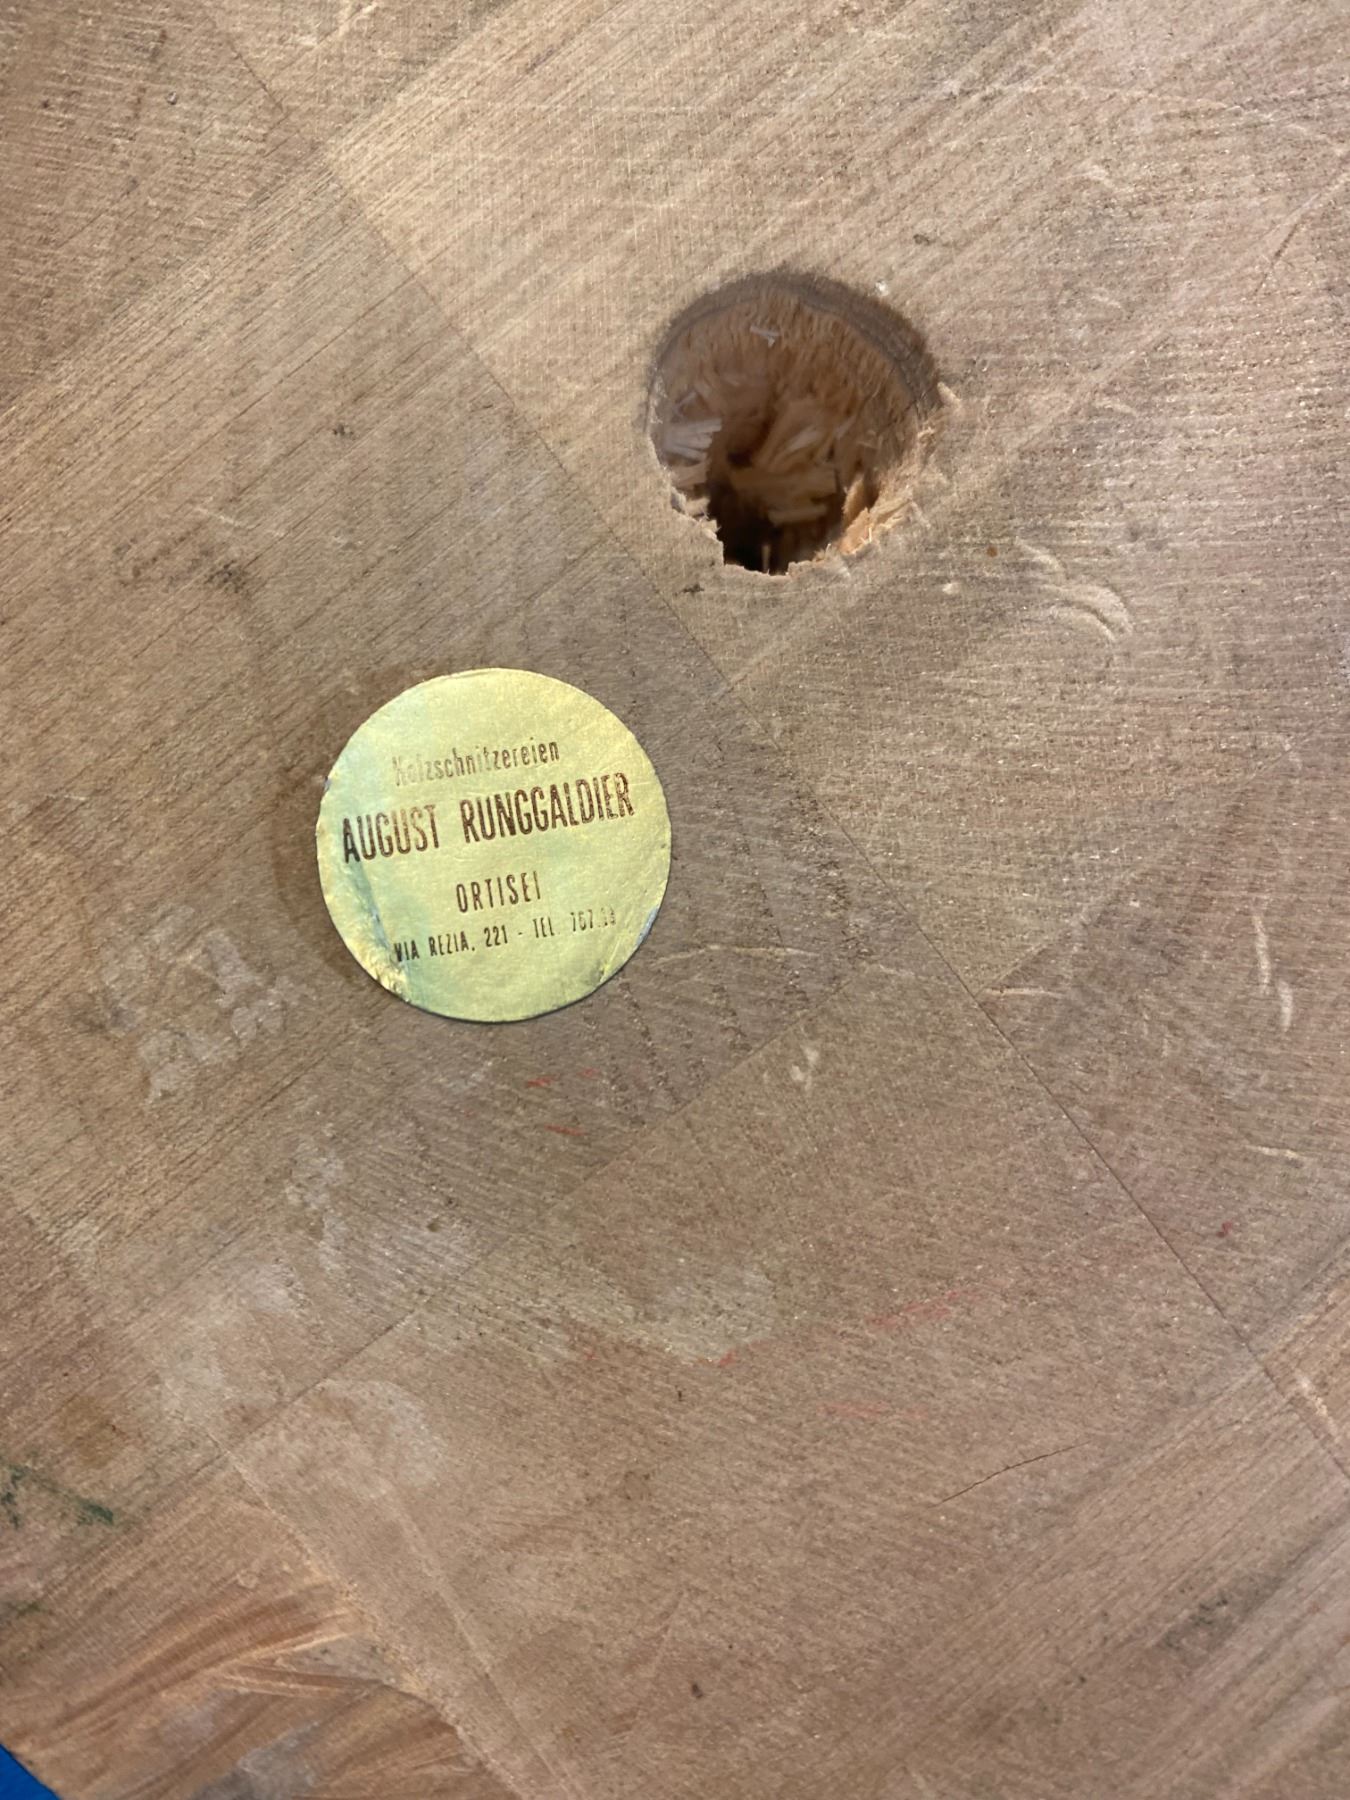 Holzschnitzereien
AUGUST RUNGGALDIER
ORTISEI
VIA REZIA, 221 - TEL